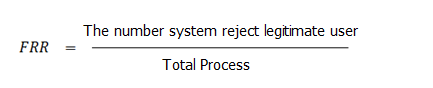 The number system reject legitimate user
FRR =
Total Process